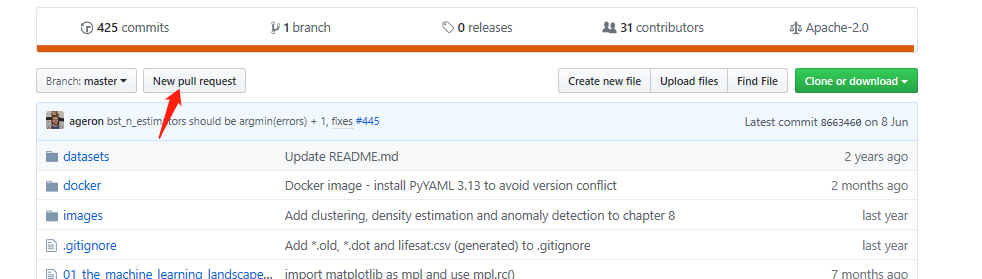 425 commits 1 branch 0 releases 31 contributors Apache-2.0
Branch: master New pull request Create new file Upload files Find File Clone or download
ageron bst_n_estimators should be argmin(errors) + 1, fixes #445 Latest commit 8663460 on 8 Jun
datasets Update README.md 2 years ago
docker Docker image - install PyYAML 3.13 to avoid version conflict 2 months ago
images Add clustering, density estimation and anomaly detection to chapter 8 last year
.gitignore Add *.old, *.dot and lifesat.csv (generated) to .gitignore last year
01_the_machine_learning_landscape... import matplotlib as mpl and use mpl.rc() 7 months ago